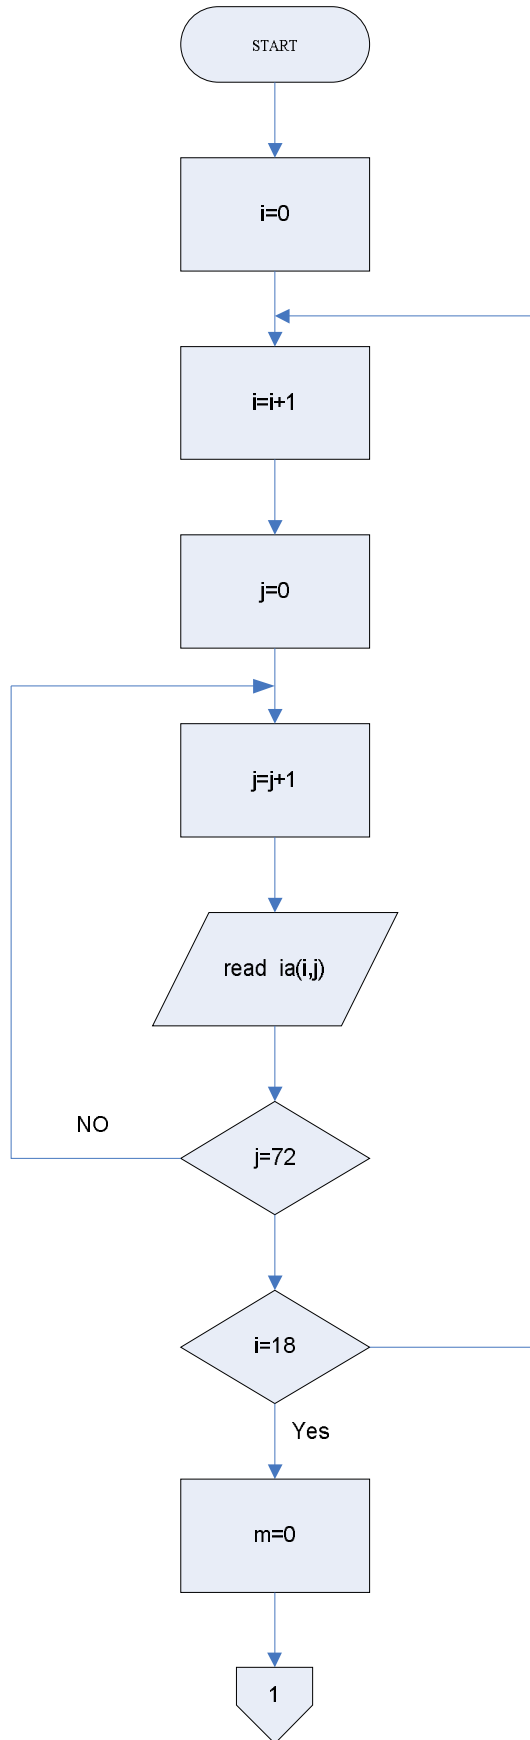 START
i=0
i=i+1
j=0
j=j+1
read ia(i,j)
NO
j=72
i=18
Yes
m=0
1